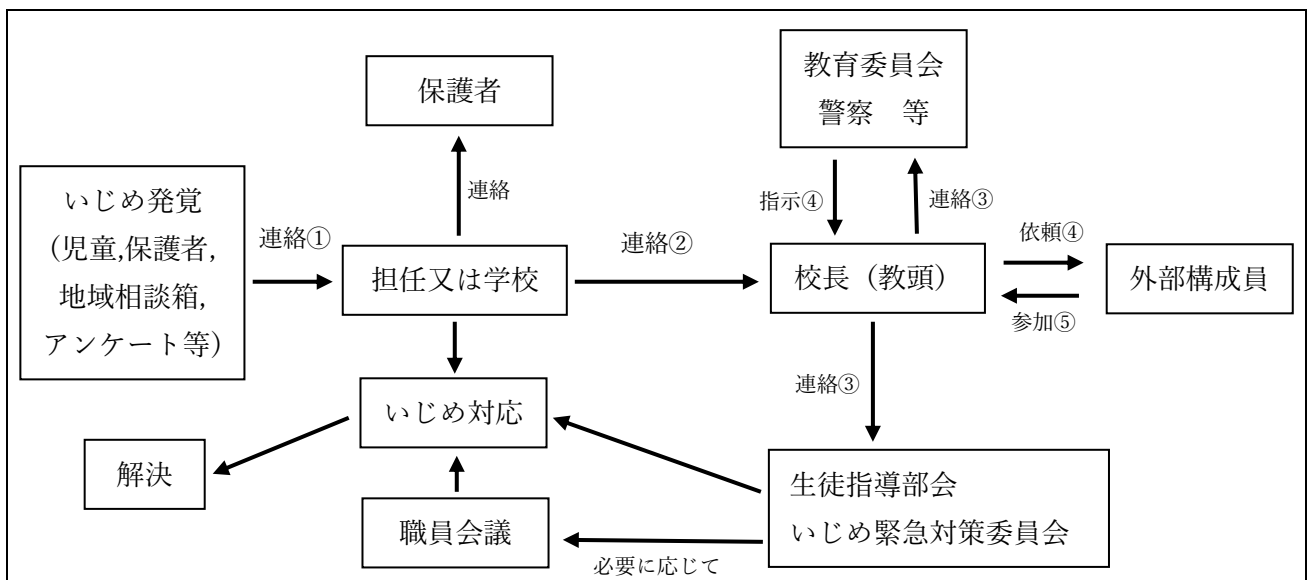 保護者
教育委員会
警察　等
いじめ発覚
(児童,保護者,
地域相談箱,
アンケート等)
連絡
指示④
連絡③
連絡①
連絡②
依頼④
担任又は学校
校長（教頭）
外部構成員
参加⑤
連絡③
いじめ対応
解決
生徒指導部会
いじめ緊急対策委員会
職員会議
必要に応じて